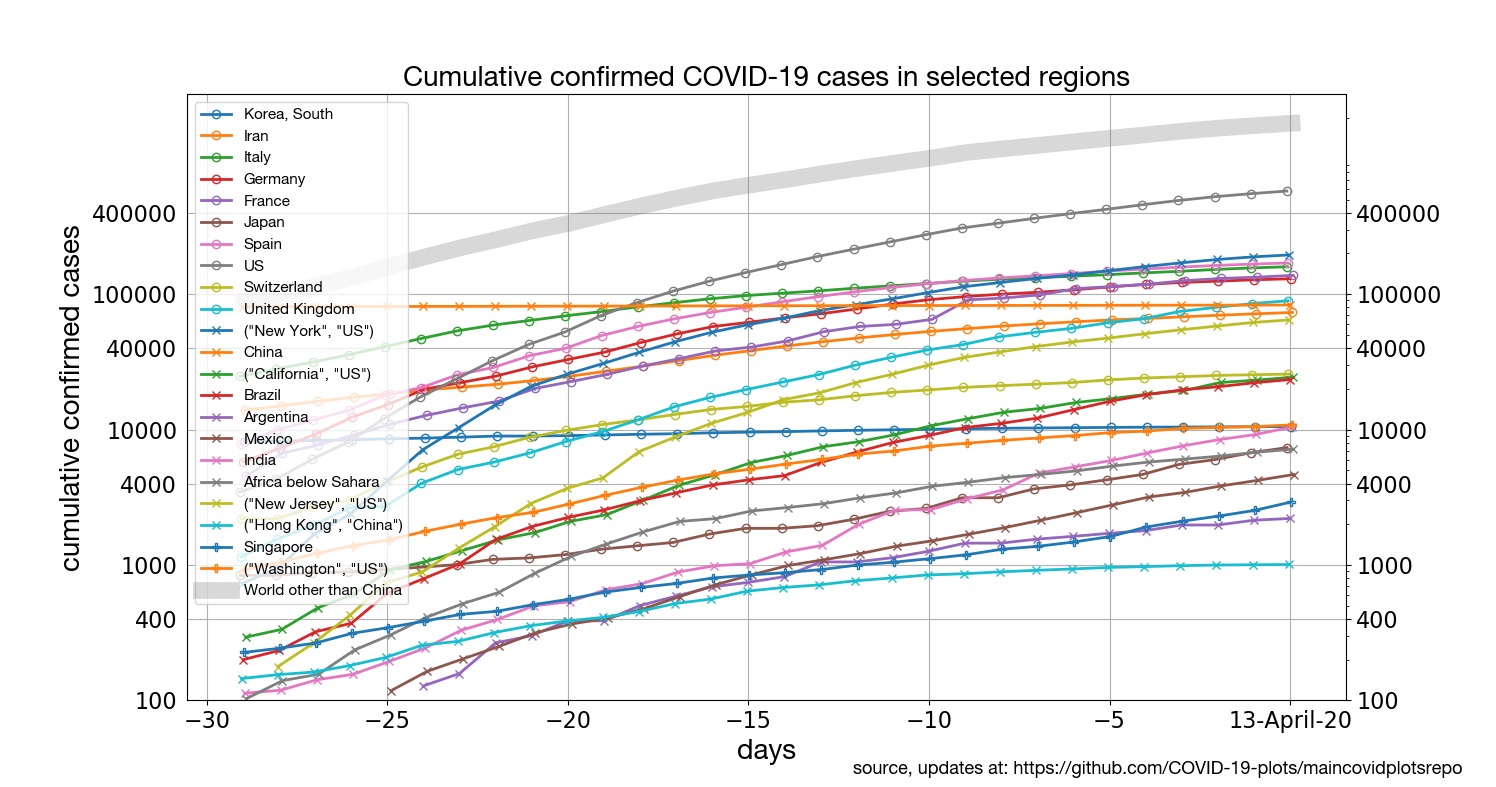 Cumulative confirmed COVID-19 cases in selected regions
Korea, South
Iran
Italy
Germany
France
Japan
Spain
US
Switzerland
United Kingdom
("New York", "US")
China
("California", "US")
Brazil
Argentina
Mexico
India
Africa below Sahara
("New Jersey", "US")
("Hong Kong", "China")
Singapore
("Washington", "US")
World other than China
cumulative confirmed cases
400000
100000
40000
10000
4000
1000
400
100
400000
100000
40000
10000
4000
1000
400
100
−30
−25
−20
−15
−10
−5
13-April-20
days
source, updates at: https://github.com/COVID-19-plots/maincovidplotsrepo